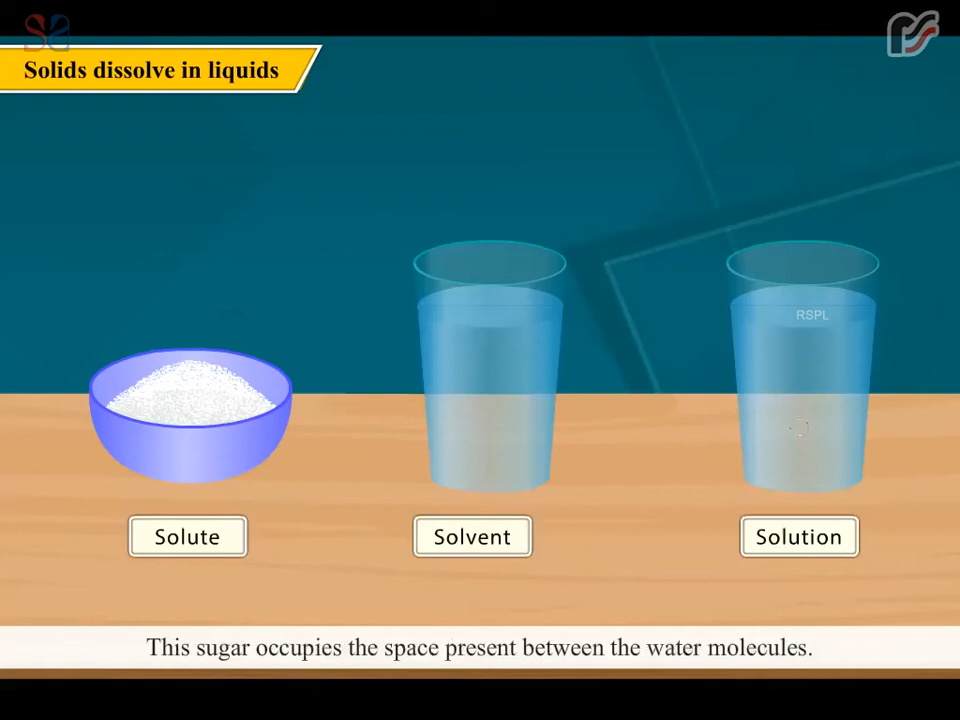 Solids dissolve in liquids
RSPL
Solute
Solvent
Solution
This sugar occupies the space present between the water molecules.